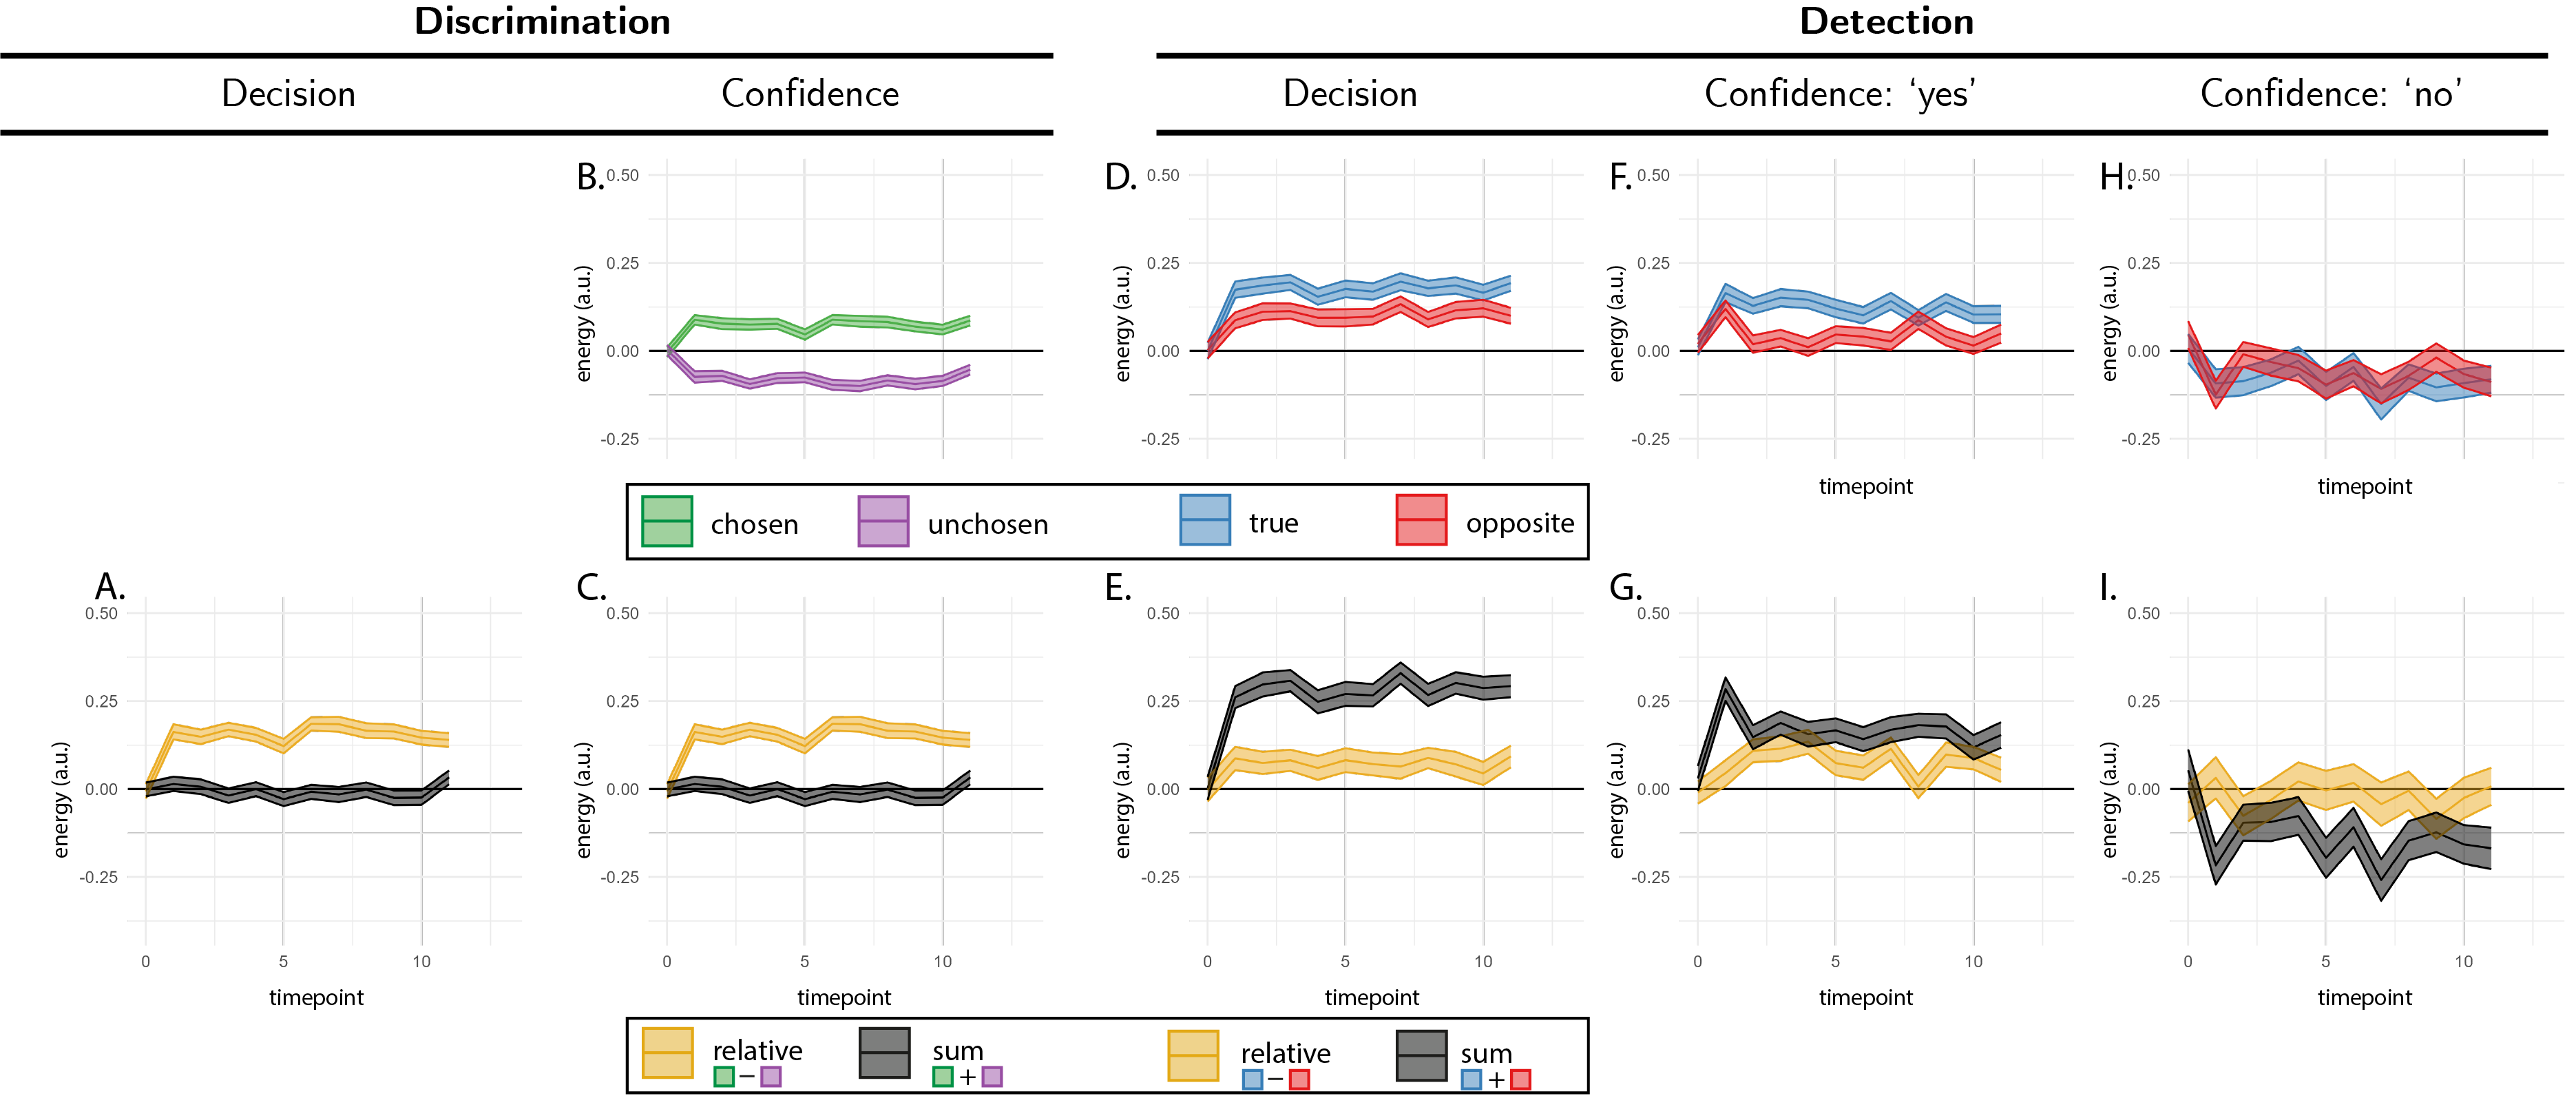 Discrimination
Detection
Decision
Confidence
Decision
Confidence: ‘yes’
Confidence: ‘no’
B.
0.50
0.25
0.00
-0.25
energy (a.u.)
D.
0.50
0.25
0.00
-0.25
energy (a.u.)
F.
0.50
0.25
0.00
-0.25
energy (a.u.)
timepoint
H.
0.50
0.25
0.00
-0.25
energy (a.u.)
timepoint
chosen
unchosen
true
opposite
A.
0.50
0.25
0.00
-0.25
energy (a.u.)
0 5 10
timepoint
C.
0.50
0.25
0.00
-0.25
energy (a.u.)
0 5 10
timepoint
E.
0.50
0.25
0.00
-0.25
energy (a.u.)
0 5 10
timepoint
G.
0.50
0.25
0.00
-0.25
energy (a.u.)
0 5 10
timepoint
I.
0.50
0.25
0.00
-0.25
energy (a.u.)
0 5 10
timepoint
relative
−
sum
+
relative
−
sum
+